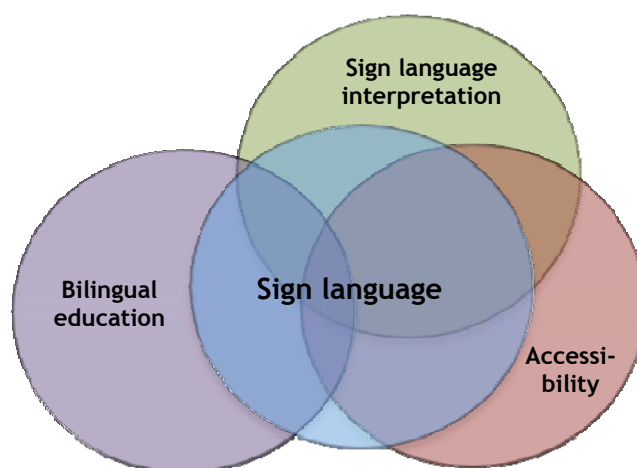 Sign language
interpretation
Bilingual
education
Sign language
Accessi-
bility